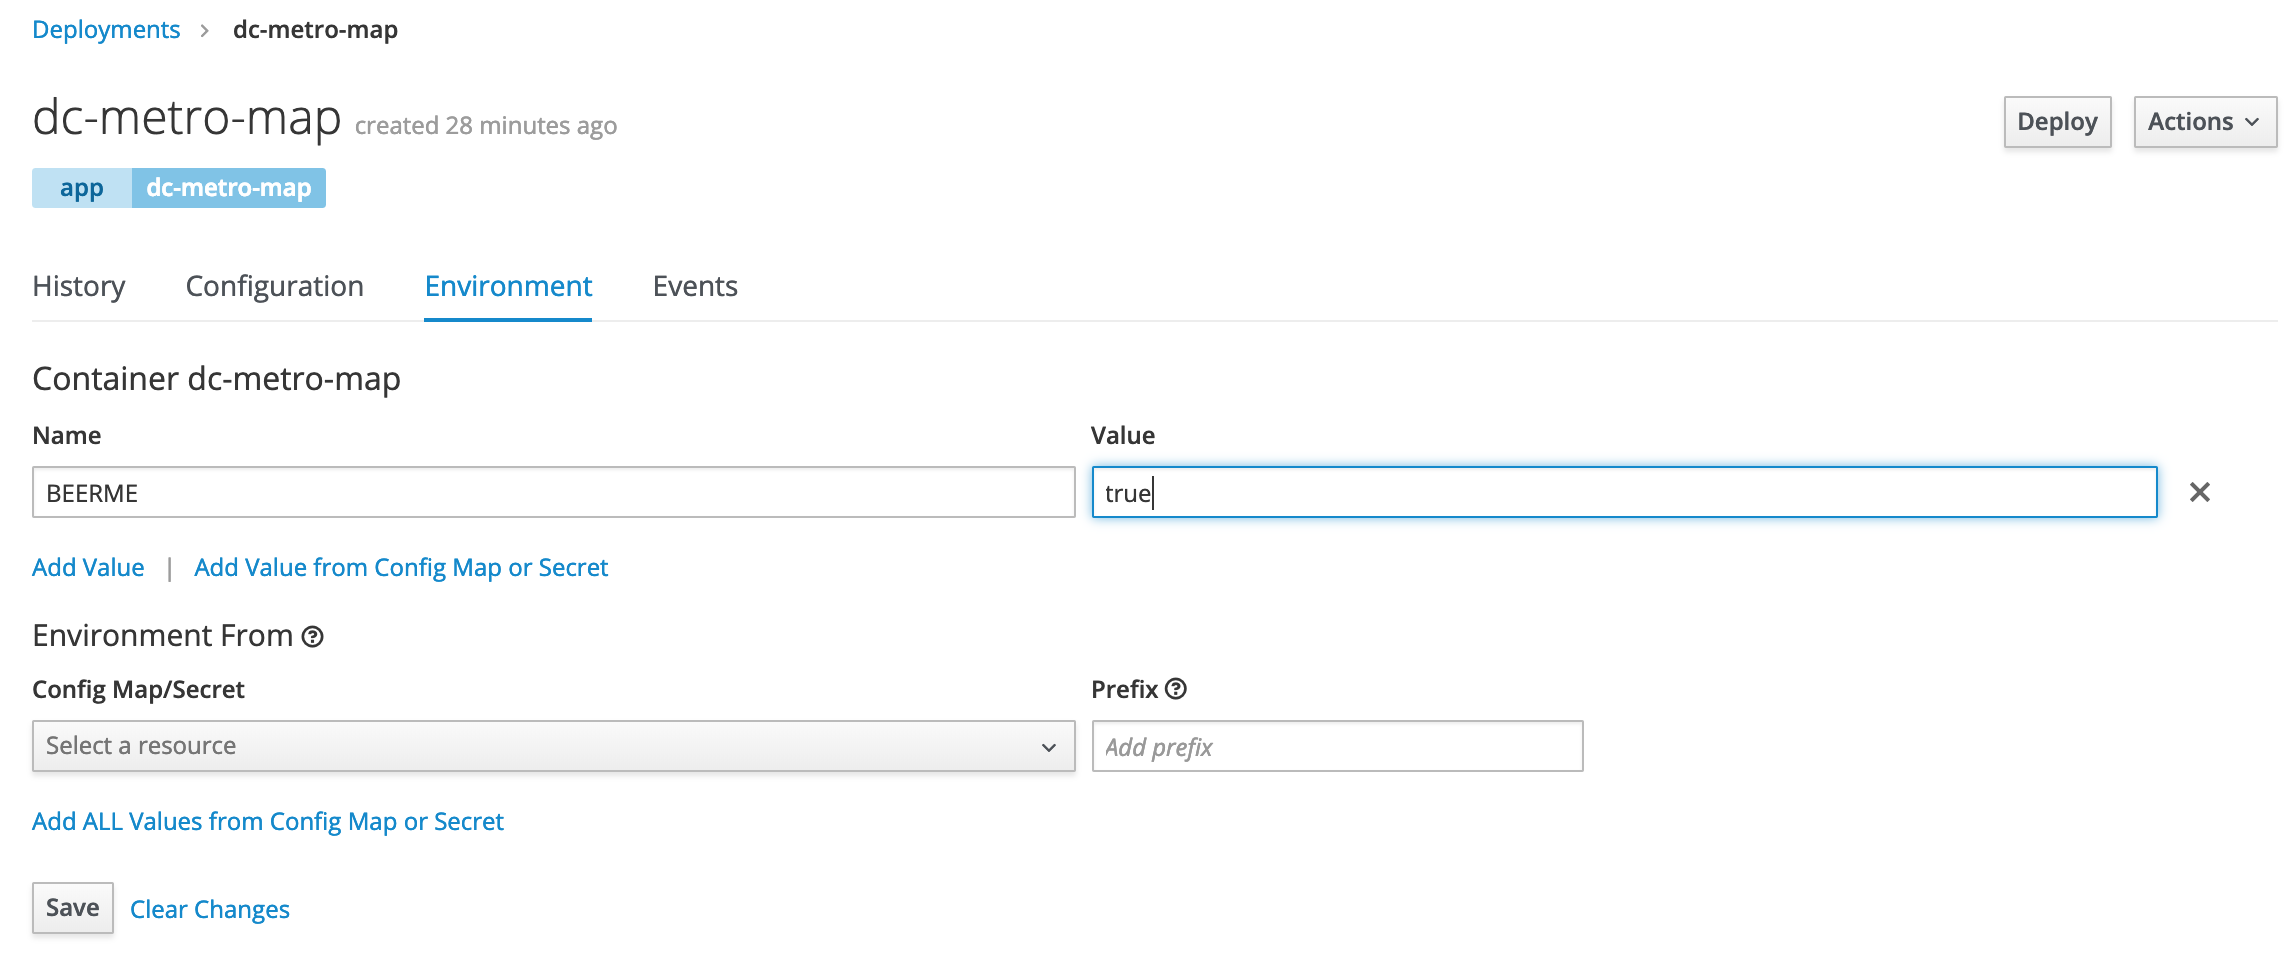 Deployments > dc-metro-map
dc-metro-map created 28 minutes ago
Deploy Actions
app dc-metro-map
History Configuration Environment Events
Container dc-metro-map
Name Value
BEERME true
Add Value | Add Value from Config Map or Secret
Environment From
Config Map/Secret Prefix
Select a resource Add prefix
Add ALL Values from Config Map or Secret
Save Clear Changes